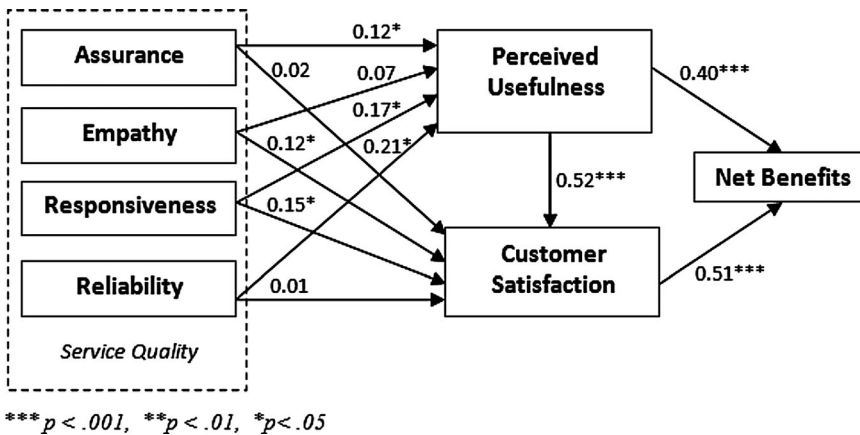 Assurance
Empathy
Responsiveness
Reliability
Service Quality
0.12*
0.02
0.07
0.17*
0.12*
0.21*
0.15*
0.01
Perceived
Usefulness
0.52***
Customer
Satisfaction
0.40***
0.51***
Net Benefits
***p < .001, **p < .01, *p< .05